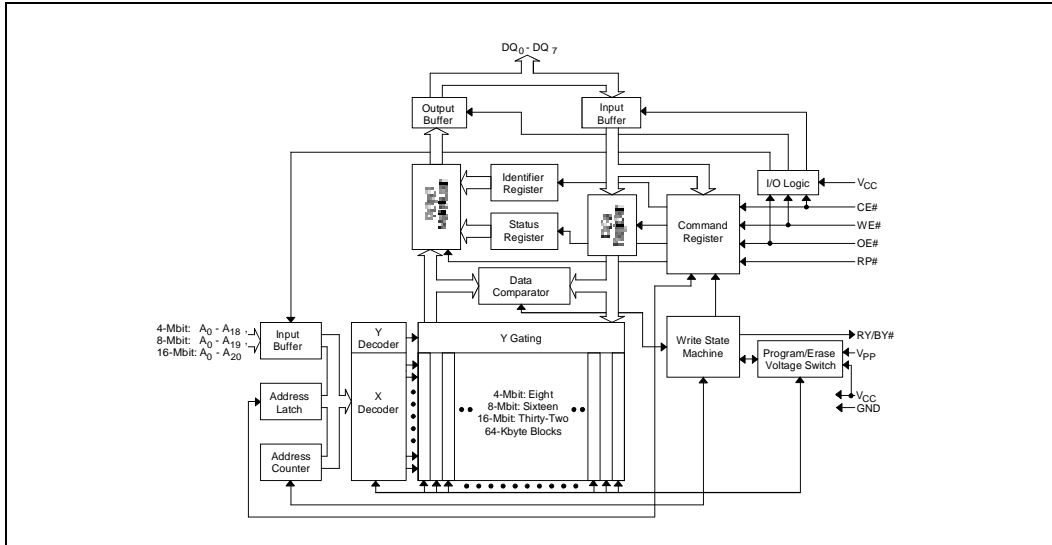 DQ0 - DQ 7
Output
Buffer
Input
Buffer
Identifier
Register
Status
Register
Command
Register
I/O Logic
VCC
CE#
WE#
OE#
RP#
Data
Comparator
4-Mbit: A0 - A18 ,
8-Mbit: A0 - A19 ,
16-Mbit: A0 - A20
Input
Buffer
Y
Decoder
Y Gating
Write State
Machine
RY/BY#
Program/Erase
Voltage Switch
VPP
VCC
GND
Address
Latch
X
Decoder
4-Mbit: Eight
8-Mbit: Sixteen
16-Mbit: Thirty-Two
64-Kbyte Blocks
Address
Counter